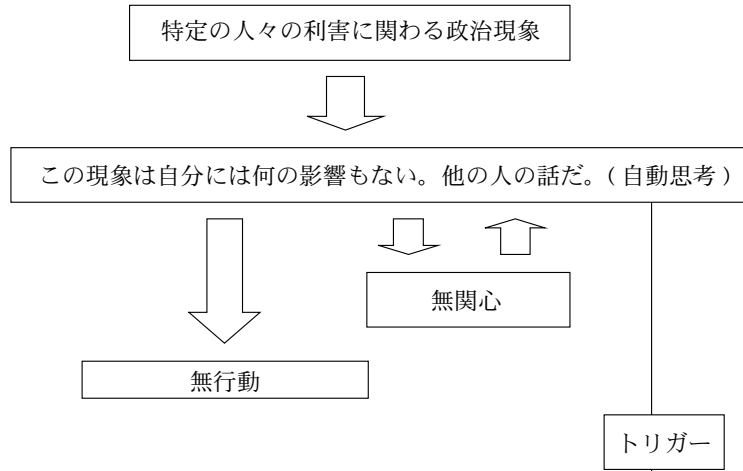 特定の人々の利害に関わる政治現象
この現象は自分には何の影響もない。他の人の話だ。( 自動思考 )
無関心
無行動
トリガー